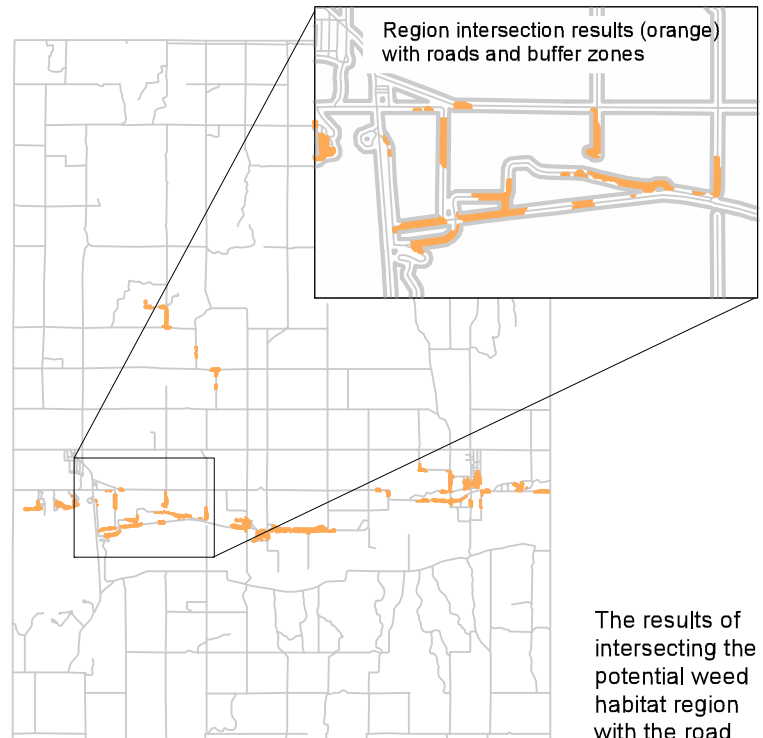 Region intersection results (orange)
with roads and buffer zones
The results of
intersecting the
potential weed
habitat region
with the road